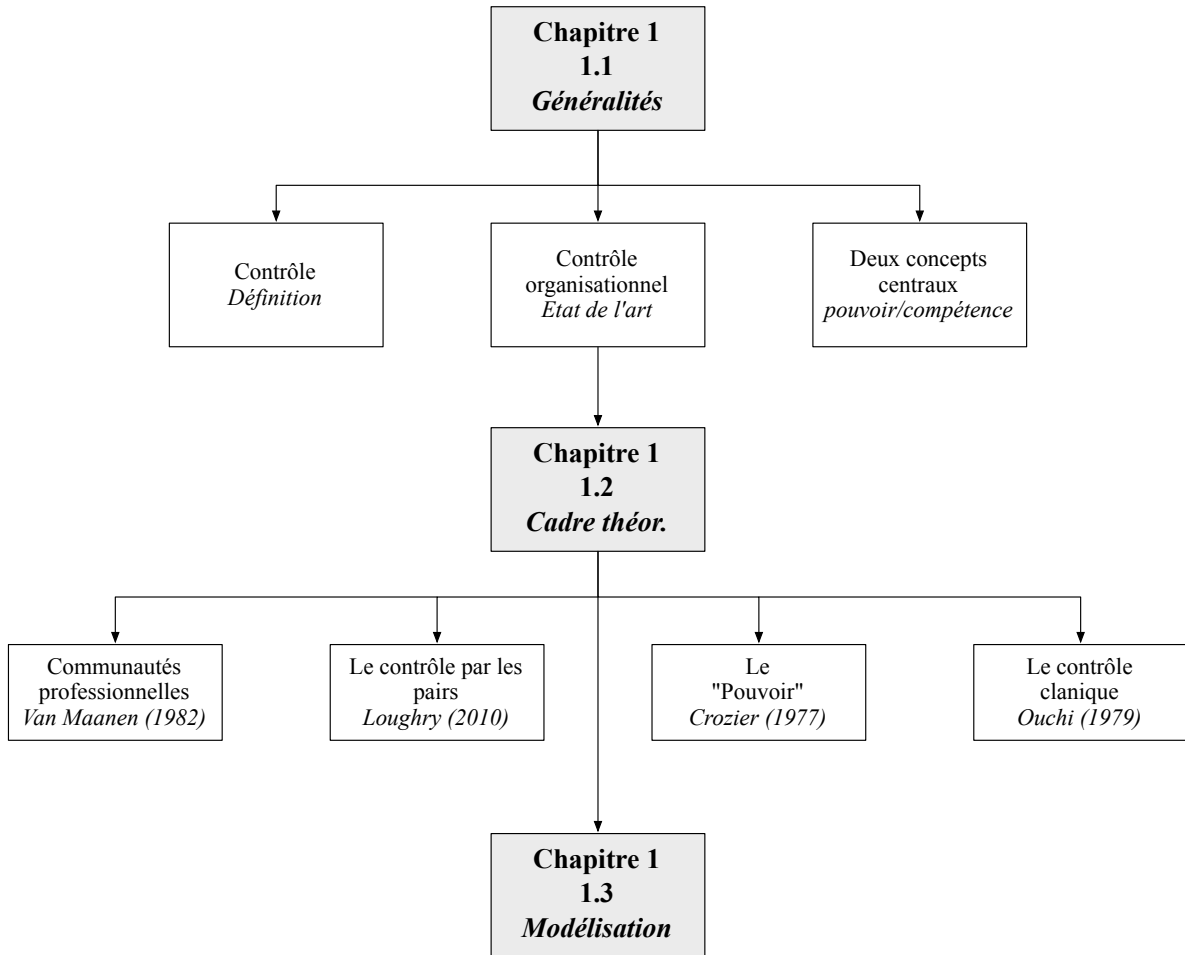 Chapitre 1
1.1
Généralités
Contrôle
Définition
Contrôle
organisationnel
Etat de l'art
Deux concepts
centraux
pouvoir/compétence
Chapitre 1
1.2
Cadre théor.
Communautés
professionnelles
Van Maanen (1982)
Le contrôle par les
pairs
Loughry (2010)
Le
"Pouvoir"
Crozier (1977)
Le contrôle
clanique
Ouchi (1979)
Chapitre 1
1.3
Modélisation